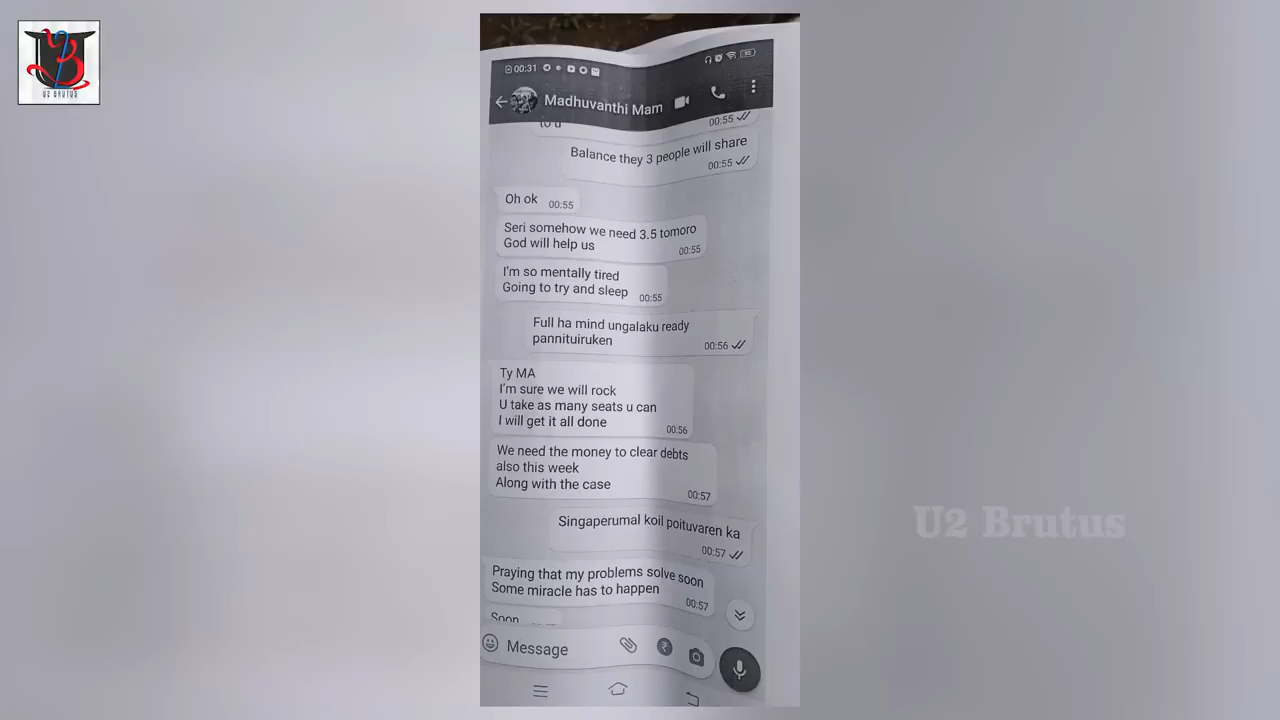 U2 BRUTUS
00:31
Madhuvanthi Mam
to u
00:55
Balance they 3 people will share
00:55
Oh ok 00:55
Seri somehow we need 3.5 tomoro
God will help us
00:55
I'm so mentally tired
Going to try and sleep 00:55
Full ha mind ungalaku ready
pannituiruken
00:56
Ty MA
I'm sure we will rock
U take as many seats u can
I will get it all done
00:56
We need the money to clear debts
also this week
Along with the case
00:57
Singaperumal koil poituvaren ka
00:57
Praying that my problems solve soon
Some miracle has to happen
00:57
Soon
Message
U2 Brutus